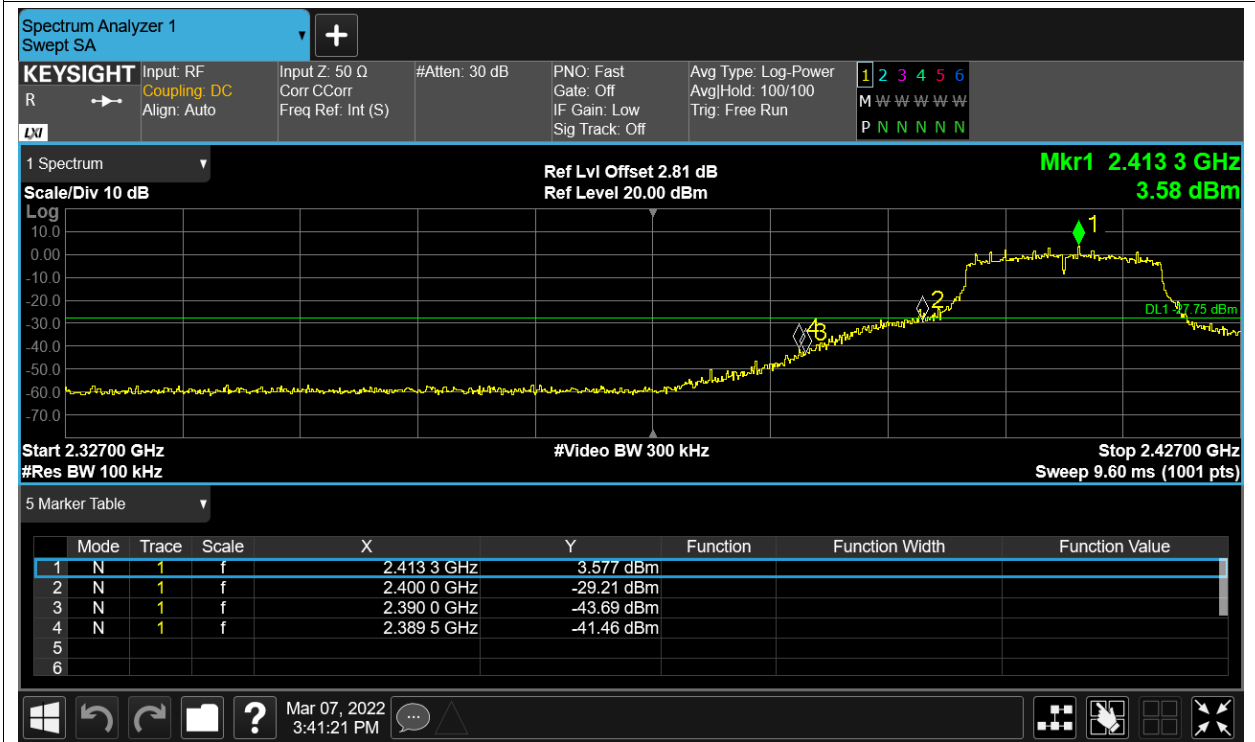 Spectrum Analyzer 1
Swept SA
+
KEYSIGHT Input: RF Input Z: 50 Ω #Atten: 30 dB PNO: Fast Avg Type: Log-Power 1 2 3 4 5 6
R Coupling: DC Corr CCorr Gate: Off Avg|Hold: 100/100 M W W W W W
Align: Auto Freq Ref: Int (S) IF Gain: Low Trig: Free Run
LXI Sig Track: Off P N N N N N
1 Spectrum Ref Lvl Offset 2.81 dB Mkr1 2.413 3 GHz
Scale/Div 10 dB Ref Level 20.00 dBm 3.58 dBm
Log
10.0
1
0.00
-10.0
-20.0
2
DL1 -27.75 dBm
-30.0
4 3
-40.0
-50.0
-60.0
-70.0
Start 2.32700 GHz #Video BW 300 kHz Stop 2.42700 GHz
#Res BW 100 kHz Sweep 9.60 ms (1001 pts)
5 Marker Table
Mode Trace Scale X Y Function Function Width Function Value
1 N 1 f 2.413 3 GHz 3.577 dBm
2 N 1 f 2.400 0 GHz -29.21 dBm
3 N 1 f 2.390 0 GHz -43.69 dBm
4 N 1 f 2.389 5 GHz -41.46 dBm
5
6
? Mar 07, 2022
3:41:21 PM